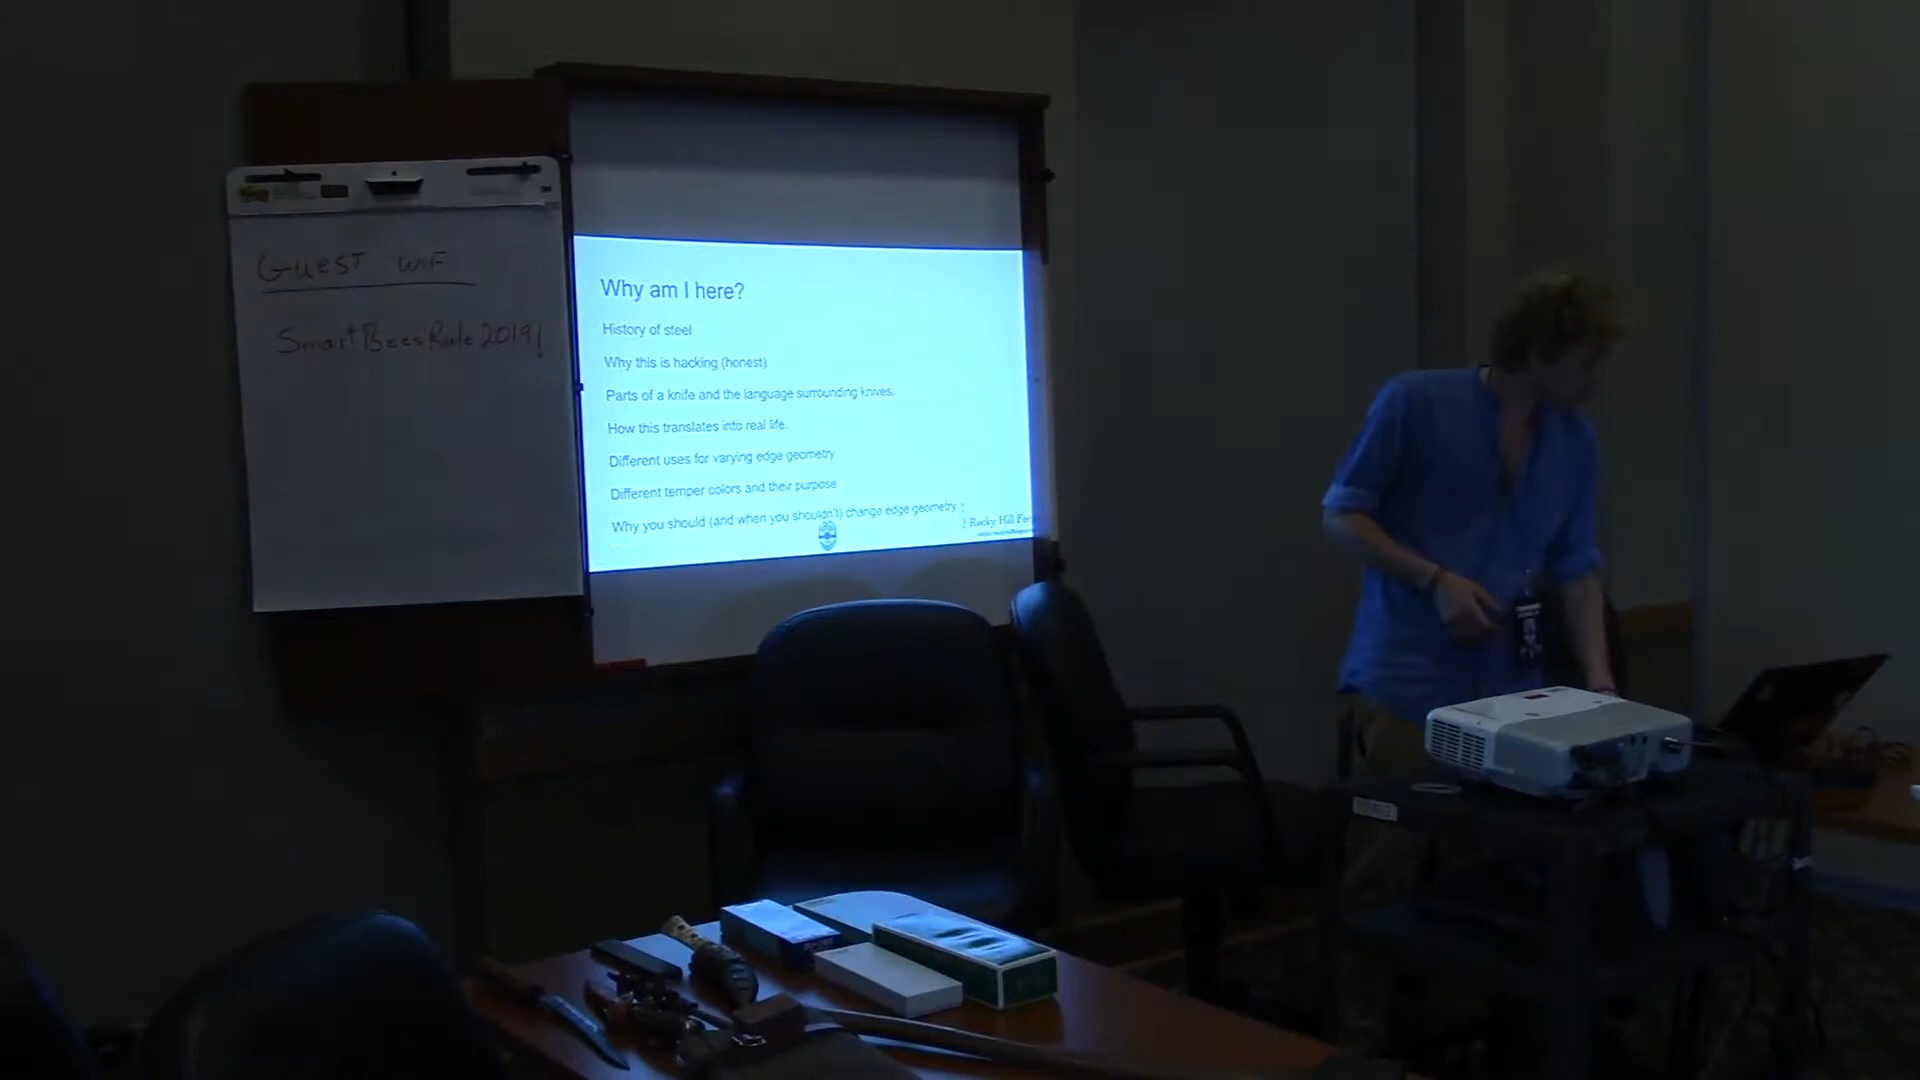 Guest WIF
SmartBeesRule2019!
Why am I here?
History of steel
Why this is hacking (honest)
Parts of a knife and the language surrounding knives.
How this translates into real life.
Different uses for varying edge geometry
Different temper colors and their purpose
Why you should (and when you shouldn't) change edge geometry.
Rocky Hill